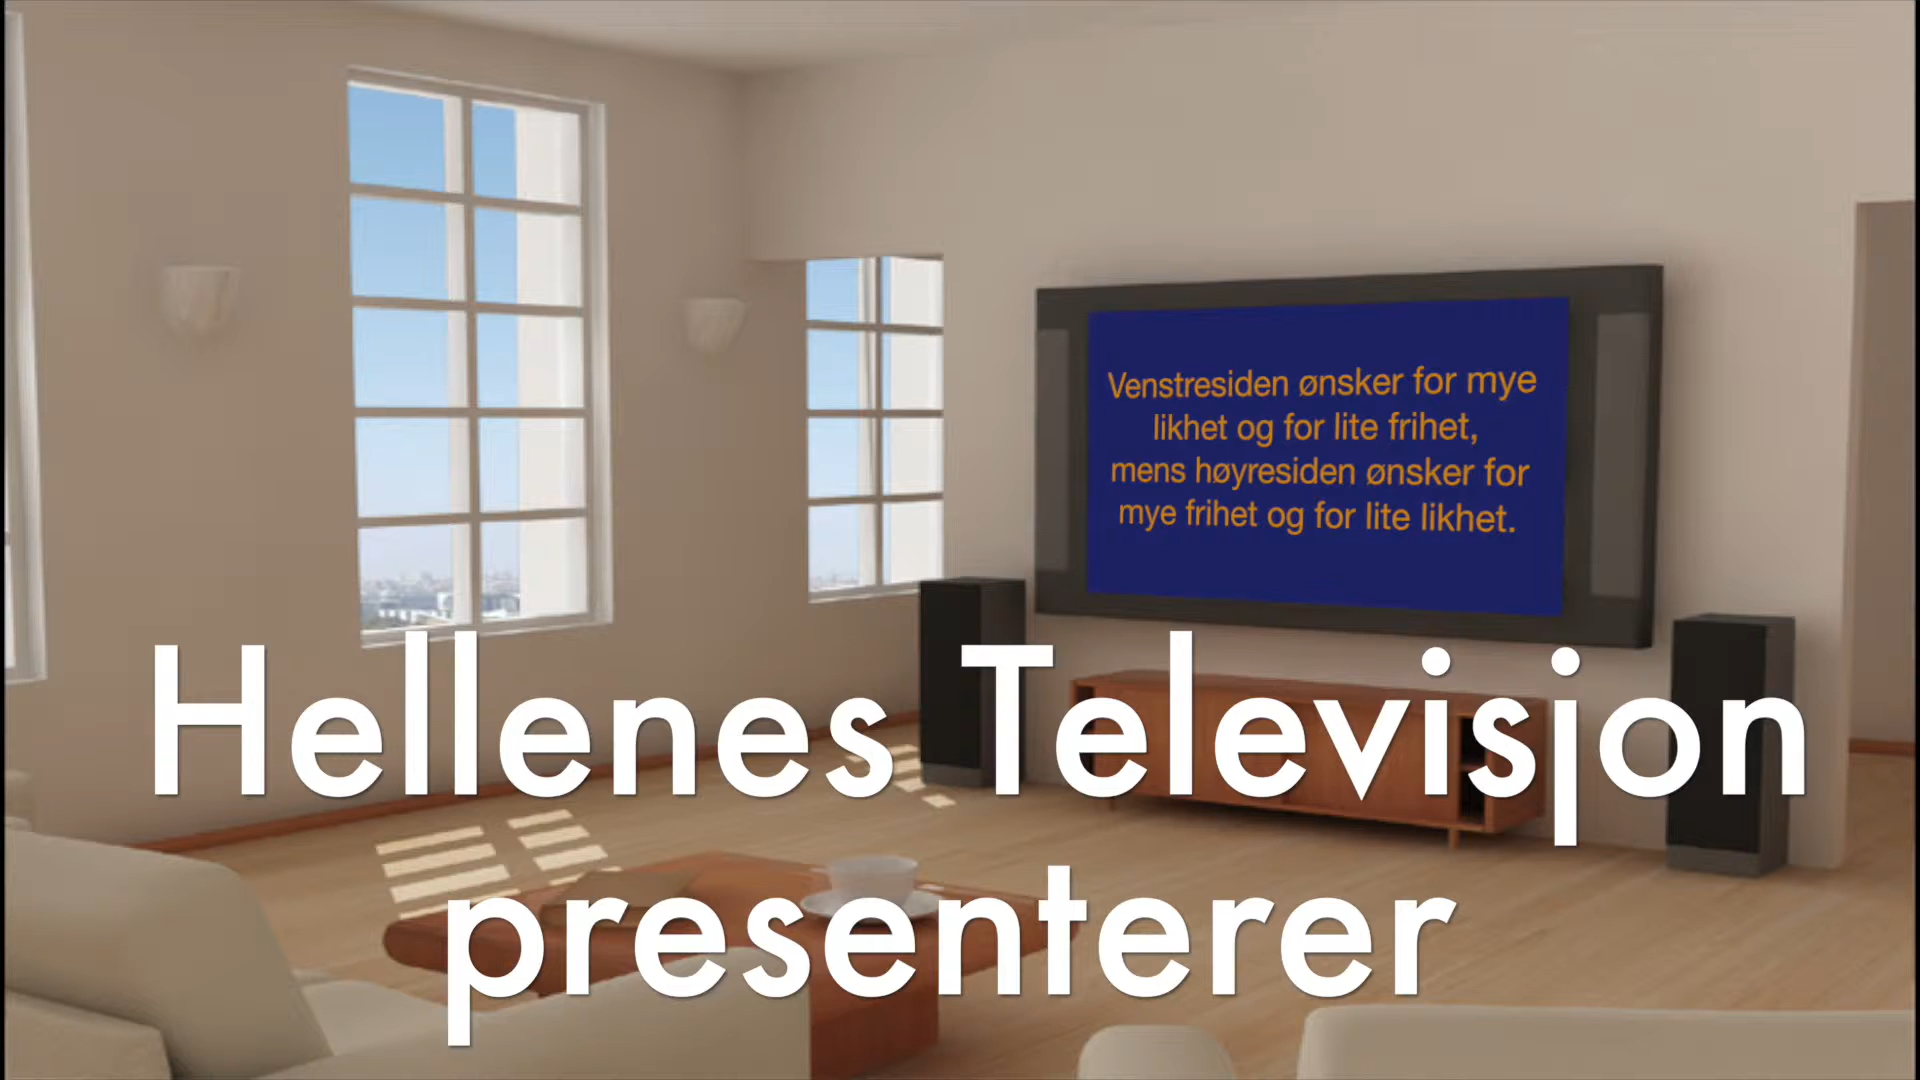 Venstresiden ønsker for mye
likhet og for lite frihet,
mens høyresiden ønsker for
mye frihet og for lite likhet.
Hellenes Televisjon
presenterer